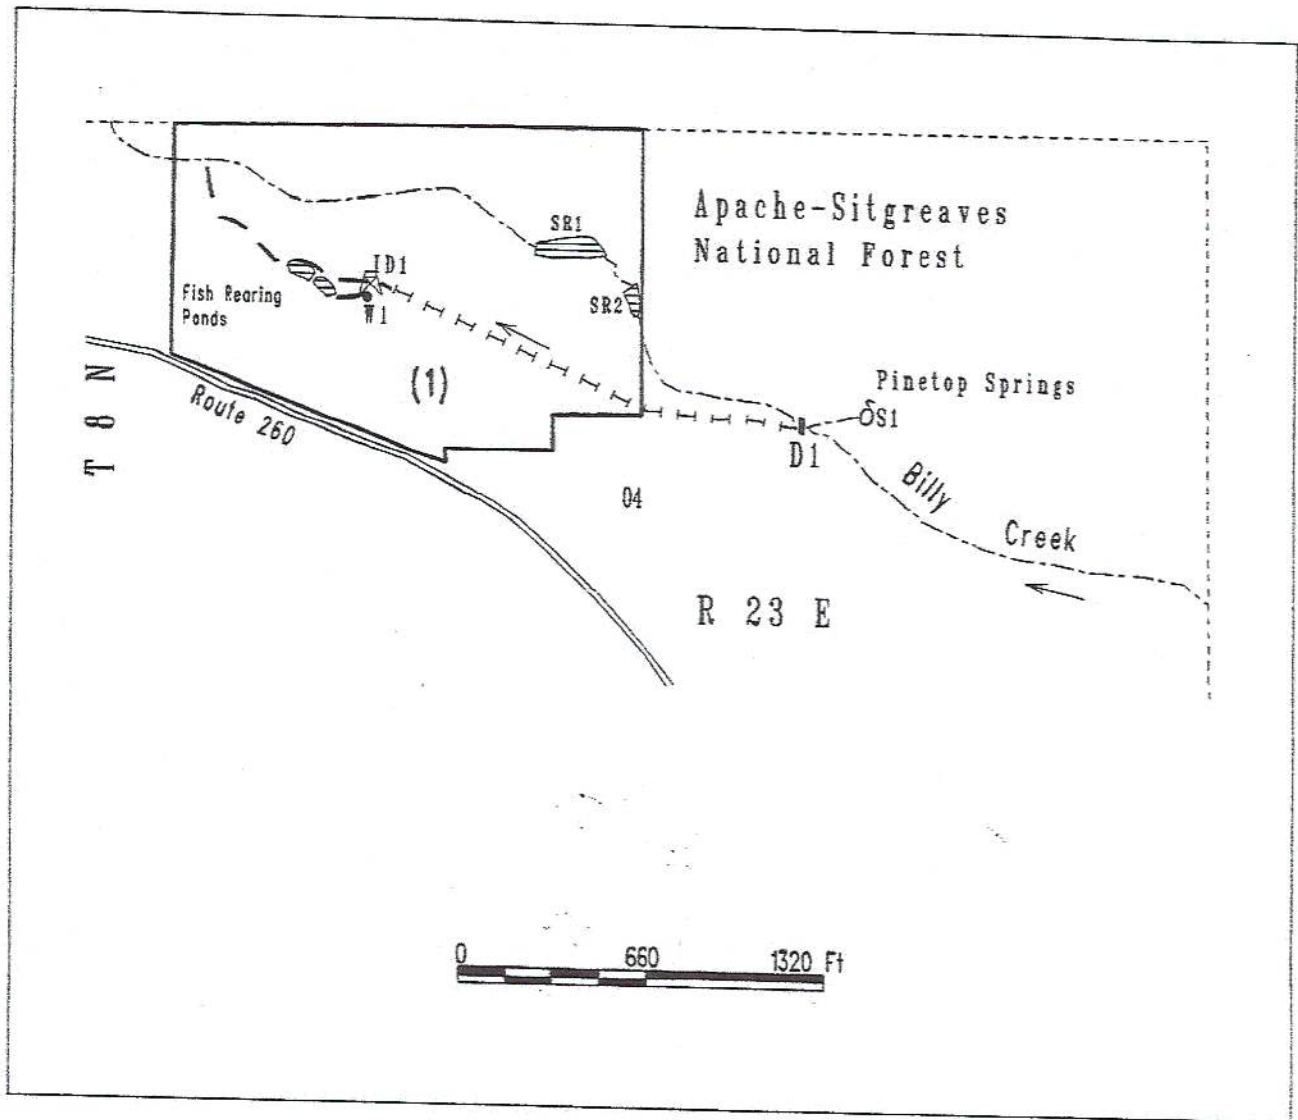 Apache-Sitgreaves
National Forest
SR1
ID1
SR2
Fish Rearing
Ponds
W1
(1)
Pinetop Springs
S1
T 8 N
Route 260
D1
04
Billy
Creek
R 23 E
0 660 1320 Ft